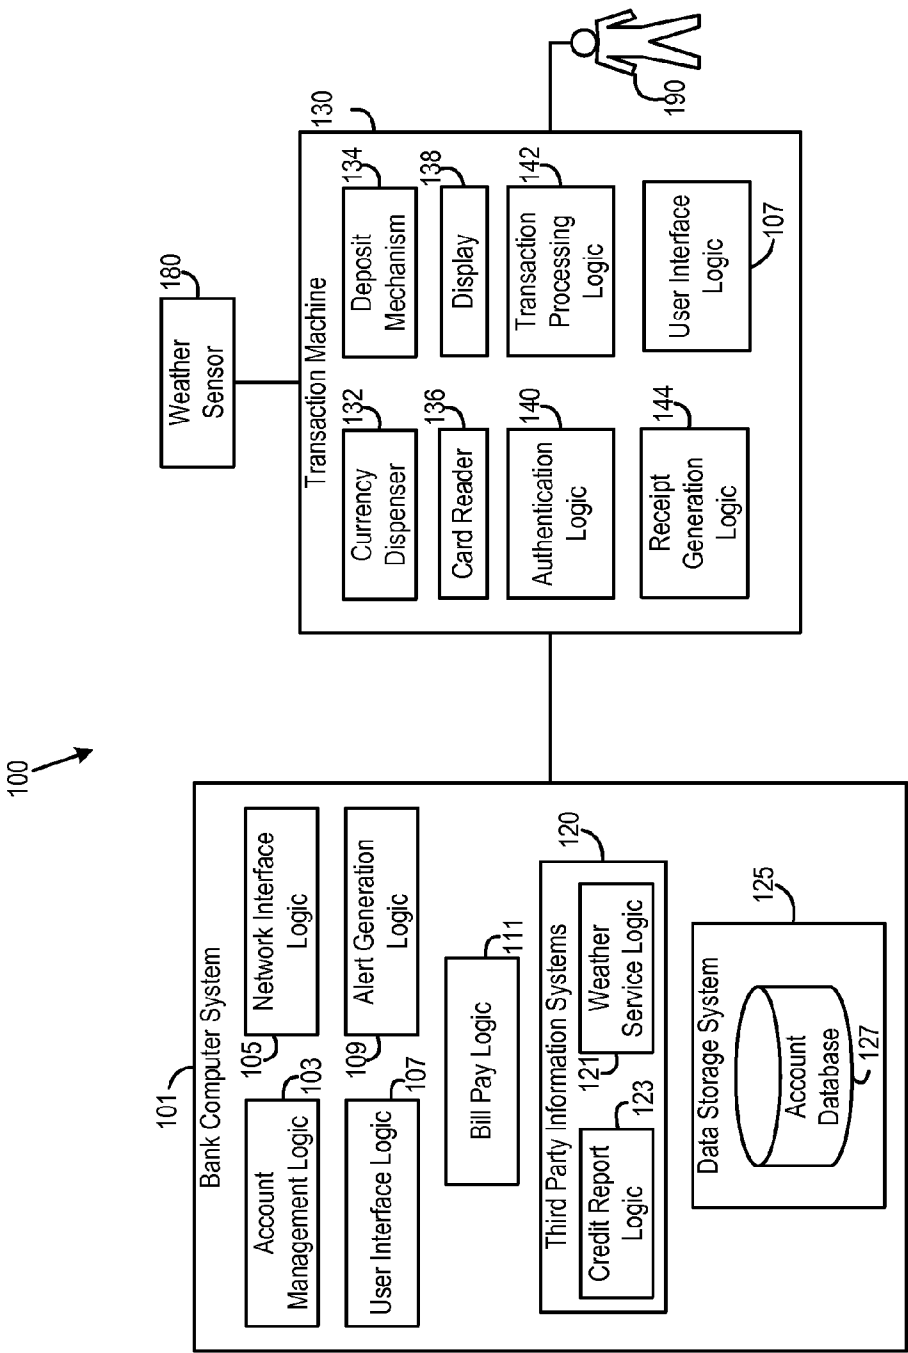 100
101
Bank Computer System
Account
Management Logic
103
105
Network Interface
Logic
User Interface Logic
107
109
Alert Generation
Logic
Bill Pay Logic
111
Third Party Information Systems
120
Credit Report
Logic
123
121
Weather
Service Logic
Data Storage System
125
Account
Database
127
Weather
Sensor
180
Transaction Machine
130
Currency
Dispenser
132
Deposit
Mechanism
134
Card Reader
136
Display
138
Authentication
Logic
140
Transaction
Processing
Logic
142
Receipt
Generation
Logic
144
User Interface
Logic
107
190